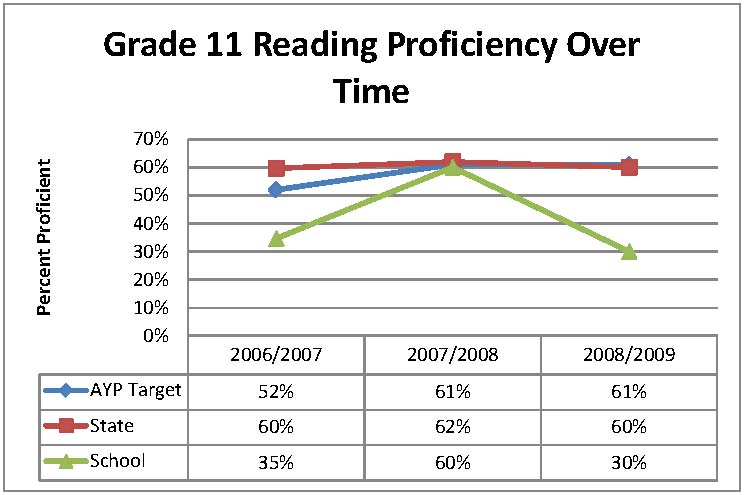 Grade 11 Reading Proficiency Over
Time
Percent Proficient
70%
60%
50%
40%
30%
20%
10%
0%
2006/2007 2007/2008 2008/2009
AYP Target 52% 61% 61%
State 60% 62% 60%
School 35% 60% 30%